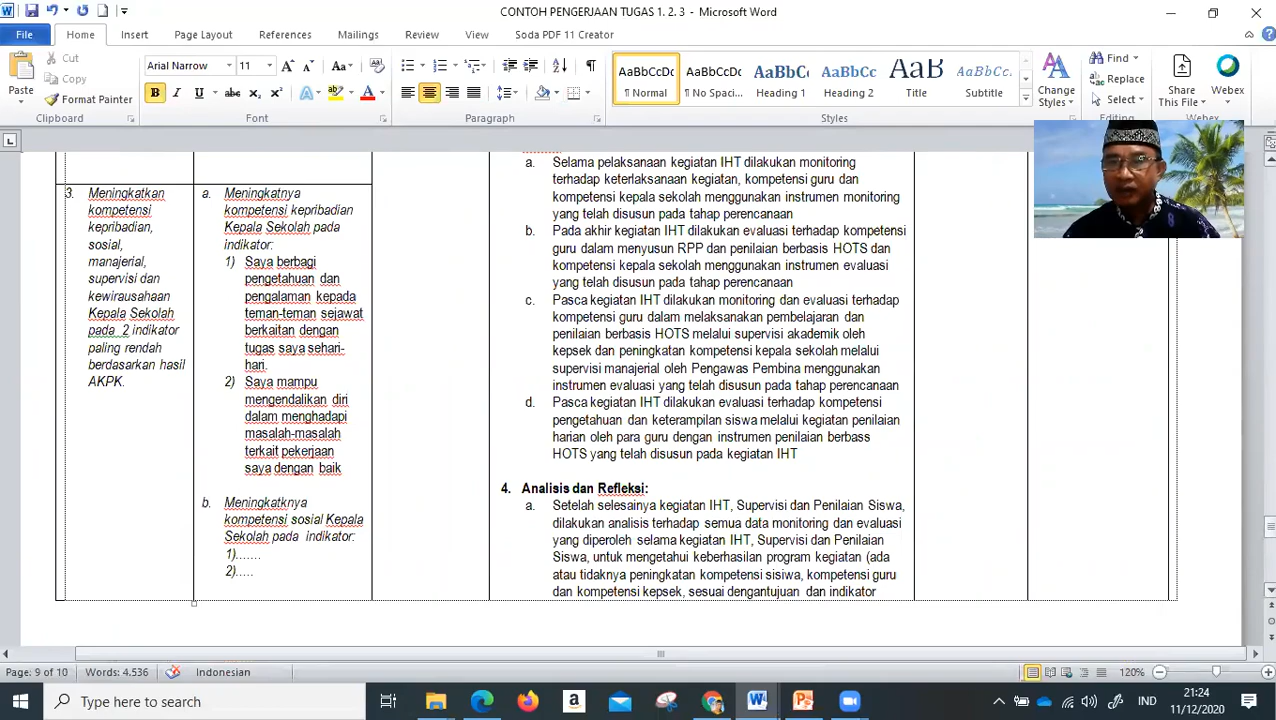 CONTOH PENGERJAAN TUGAS 1. 2. 3 - Microsoft Word
File Home Insert Page Layout References Mailings Review View Soda PDF 11 Creator
Paste
Cut
Copy
Format Painter
Clipboard
Arial Narrow 11
Font
Paragraph
AaBbCcDc AaBbCcDc AaBbCc AaBbCc AaB AaBbCcDc
¶ Normal ¶ No Spaci... Heading 1 Heading 2 Title Subtitle
Styles
Change
Styles
Find
Replace
Select
Editing
Share
This File
Webex
Webex
Webex
3. Meningkatkan
kompetensi
kepribadian,
sosial,
manajerial,
supervisi dan
kewirausahaan
Kepala Sekolah
pada 2 indikator
paling rendah
berdasarkan hasil
AKPK.
a. Meningkatnya
kompetensi kepribadian
Kepala Sekolah pada
indikator:
1) Saya berbagi
pengetahuan dan
pengalaman kepada
teman-teman sejawat
berkaitan dengan
tugas saya sehari-
hari.
2) Saya mampu
mengendalikan diri
dalam menghadapi
masalah-masalah
terkait pekerjaan
saya dengan baik
b. Meningkatknya
kompetensi sosial Kepala
Sekolah pada indikator:
1).......
2).....
a. Selama pelaksanaan kegiatan IHT dilakukan monitoring
terhadap keterlaksanaan kegiatan, kompetensi guru dan
kompetensi kepala sekolah menggunakan instrumen monitoring
yang telah disusun pada tahap perencanaan
b. Pada akhir kegiatan IHT dilakukan evaluasi terhadap kompetensi
guru dalam menyusun RPP dan penilaian berbasis HOTS dan
kompetensi kepala sekolah menggunakan instrumen evaluasi
yang telah disusun pada tahap perencanaan
c. Pasca kegiatan IHT dilakukan monitoring dan evaluasi terhadap
kompetensi guru dalam melaksanakan pembelajaran dan
penilaian berbasis HOTS melalui supervisi akademik oleh
kepsek dan peningkatan kompetensi kepala sekolah melalui
supervisi manajerial oleh Pengawas Pembina menggunakan
instrumen evaluasi yang telah disusun pada tahap perencanaan
d. Pasca kegiatan IHT dilakukan evaluasi terhadap kompetensi
pengetahuan dan keterampilan siswa melalui kegiatan penilaian
harian oleh para guru dengan instrumen penilaian berbass
HOTS yang telah disusun pada kegiatan IHT
4. Analisis dan Refleksi:
a. Setelah selesainya kegiatan IHT, Supervisi dan Penilaian Siswa,
dilakukan analisis terhadap semua data monitoring dan evaluasi
yang diperoleh selama kegiatan IHT, Supervisi dan Penilaian
Siswa, untuk mengetahui keberhasilan program kegiatan (ada
atau tidaknya peningkatan kompetensi sisiwa, kompetensi guru
dan kompetensi kepsek, sesuai dengantujuan dan indikator
Page: 9 of 10 Words: 4.536 Indonesian 120%
Type here to search
IND
21:24
11/12/2020